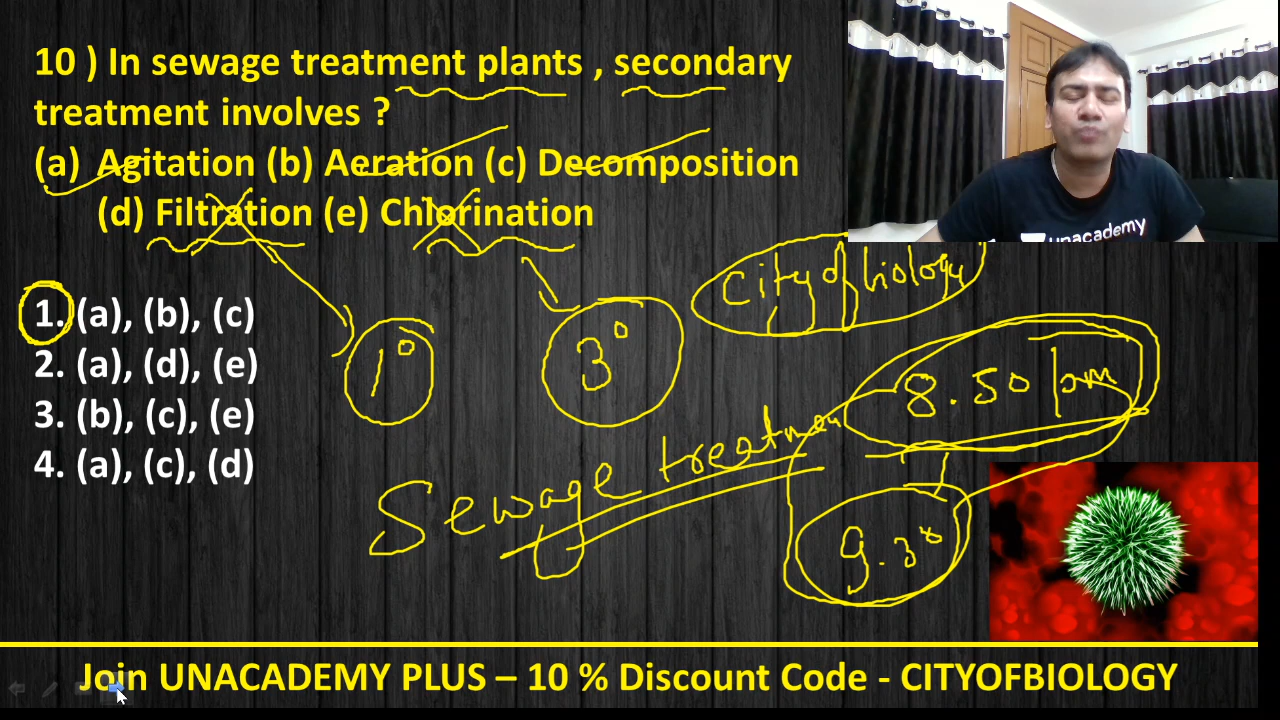 10 ) In sewage treatment plants , secondary
treatment involves ?
(a) Agitation (b) Aeration (c) Decomposition
(d) Filtration (e) Chlorination
1. (a), (b), (c)
2. (a), (d), (e)
3. (b), (c), (e)
4. (a), (c), (d)
1°
3°
City of biology
8.50 pm
Sewage treatmen
9.30
unacademy
Join UNACADEMY PLUS – 10 % Discount Code - CITYOFBIOLOGY